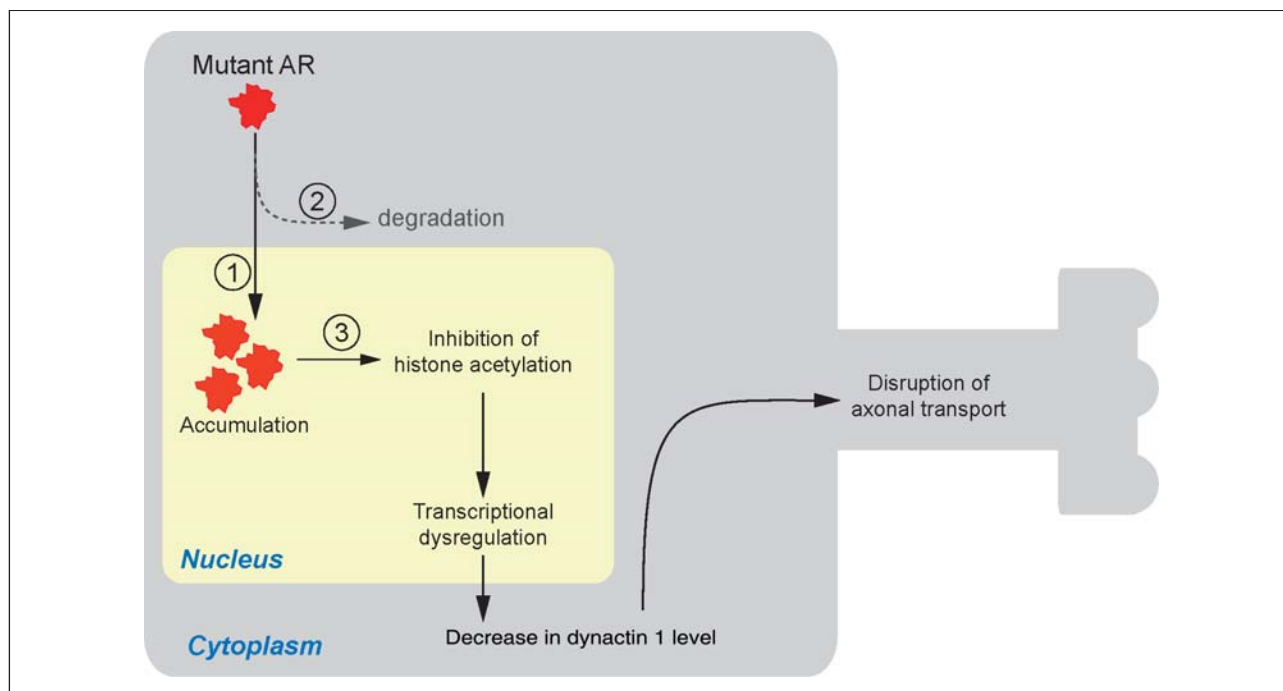 Mutant AR
②
degradation
①
③
Inhibition of
histone acetylation
Accumulation
Disruption of
axonal transport
Transcriptional
dysregulation
Nucleus
Decrease in dynactin 1 level
Cytoplasm